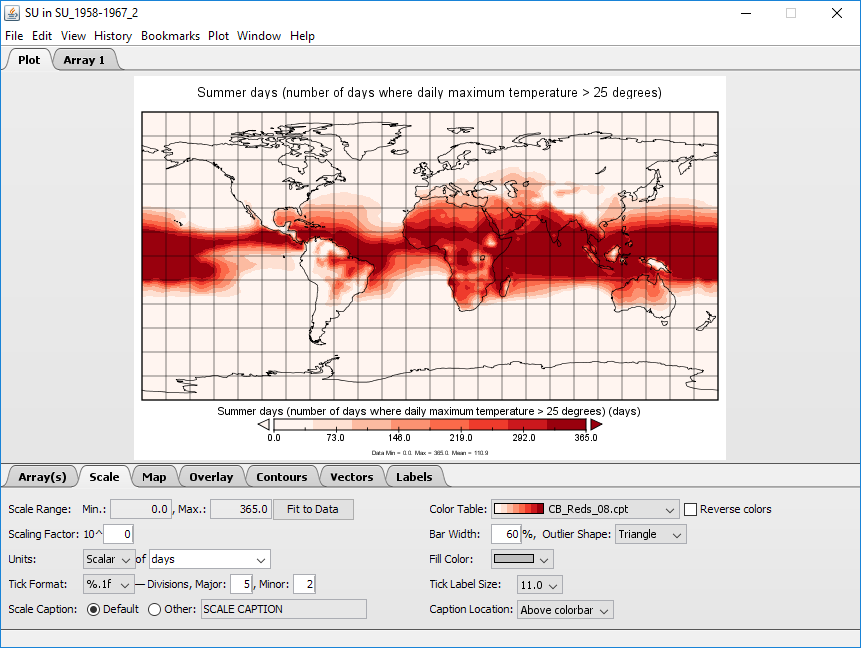 SU in SU_1958-1967_2
File Edit View History Bookmarks Plot Window Help
Plot Array 1
Summer days (number of days where daily maximum temperature > 25 degrees)
Summer days (number of days where daily maximum temperature > 25 degrees) (days)
0.0 73.0 146.0 219.0 292.0 365.0
Data Min = 0.0, Max = 365.0, Mean = 110.9
Array(s) Scale Map Overlay Contours Vectors Labels
Scale Range: Min.: 0.0 , Max.: 365.0 Fit to Data Color Table: CB_Reds_08.cpt Reverse colors
Scaling Factor: 10^ 0 Bar Width: 60 %, Outlier Shape: Triangle
Units: Scalar of days Fill Color:
Tick Format: %.1f — Divisions, Major: 5 , Minor: 2 Tick Label Size: 11.0
Scale Caption: Default Other: SCALE CAPTION Caption Location: Above colorbar